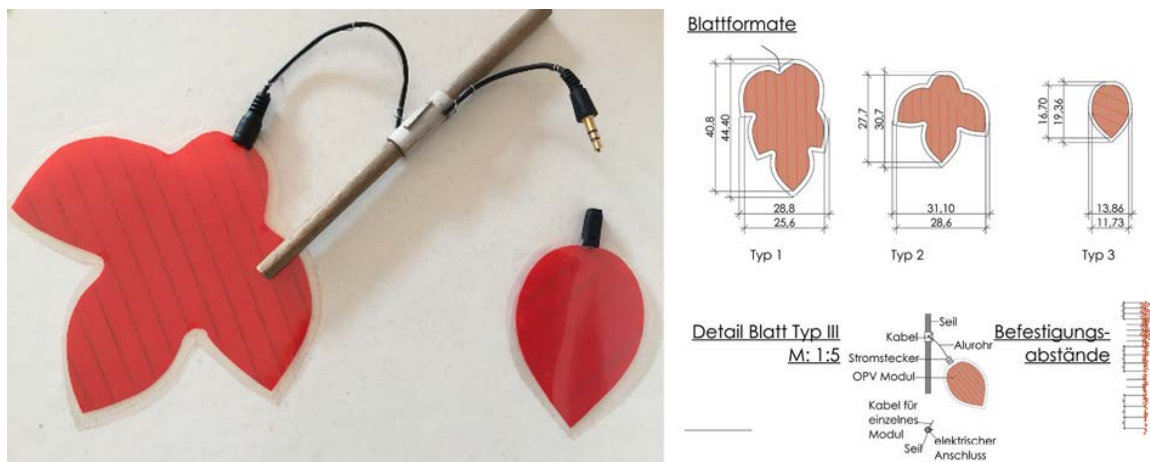 Blattformate
40,8
44,40
28,8
25,6
Typ 1
27,7
30,7
31,10
28,6
Typ 2
16,70
19,36
13,86
11,73
Typ 3
Detail Blatt Typ III
M: 1:5
Seil
Kabel
Alurohr
Stromstecker
OPV Modul
Kabel für
einzelnes
Modul
Seil
elektrischer
Anschluss
Befestigungs-
abstände